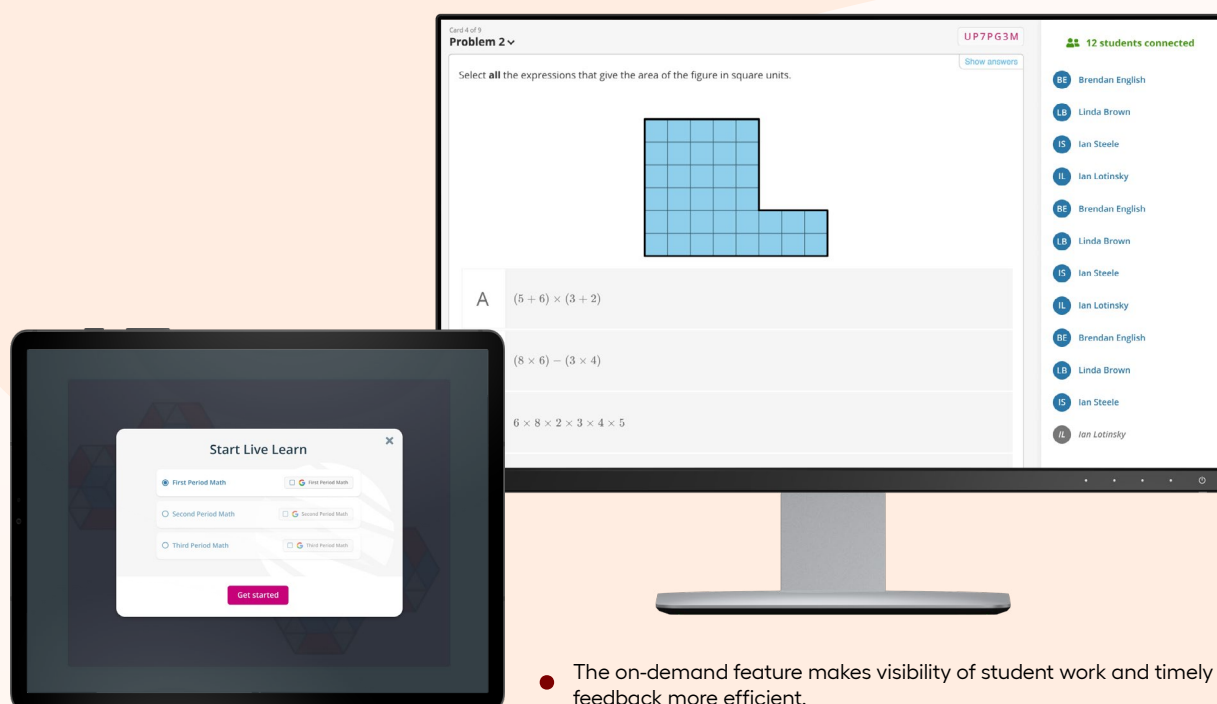 Card 4 of 9
Problem 2
UP7PG3M
Show answers
Select all the expressions that give the area of the figure in square units.
A
(5 + 6) × (3 + 2)
(8 × 6) − (3 × 4)
6 × 8 × 2 × 3 × 4 × 5
12 students connected
BE Brendan English
LB Linda Brown
IS Ian Steele
IL Ian Lotinsky
BE Brendan English
LB Linda Brown
IS Ian Steele
IL Ian Lotinsky
BE Brendan English
LB Linda Brown
IS Ian Steele
IL Ian Lotinsky
Start Live Learn
First Period Math G First Period Math
Second Period Math G Second Period Math
Third Period Math G Third Period Math
Get started
• The on-demand feature makes visibility of student work and timely
feedback more efficient.